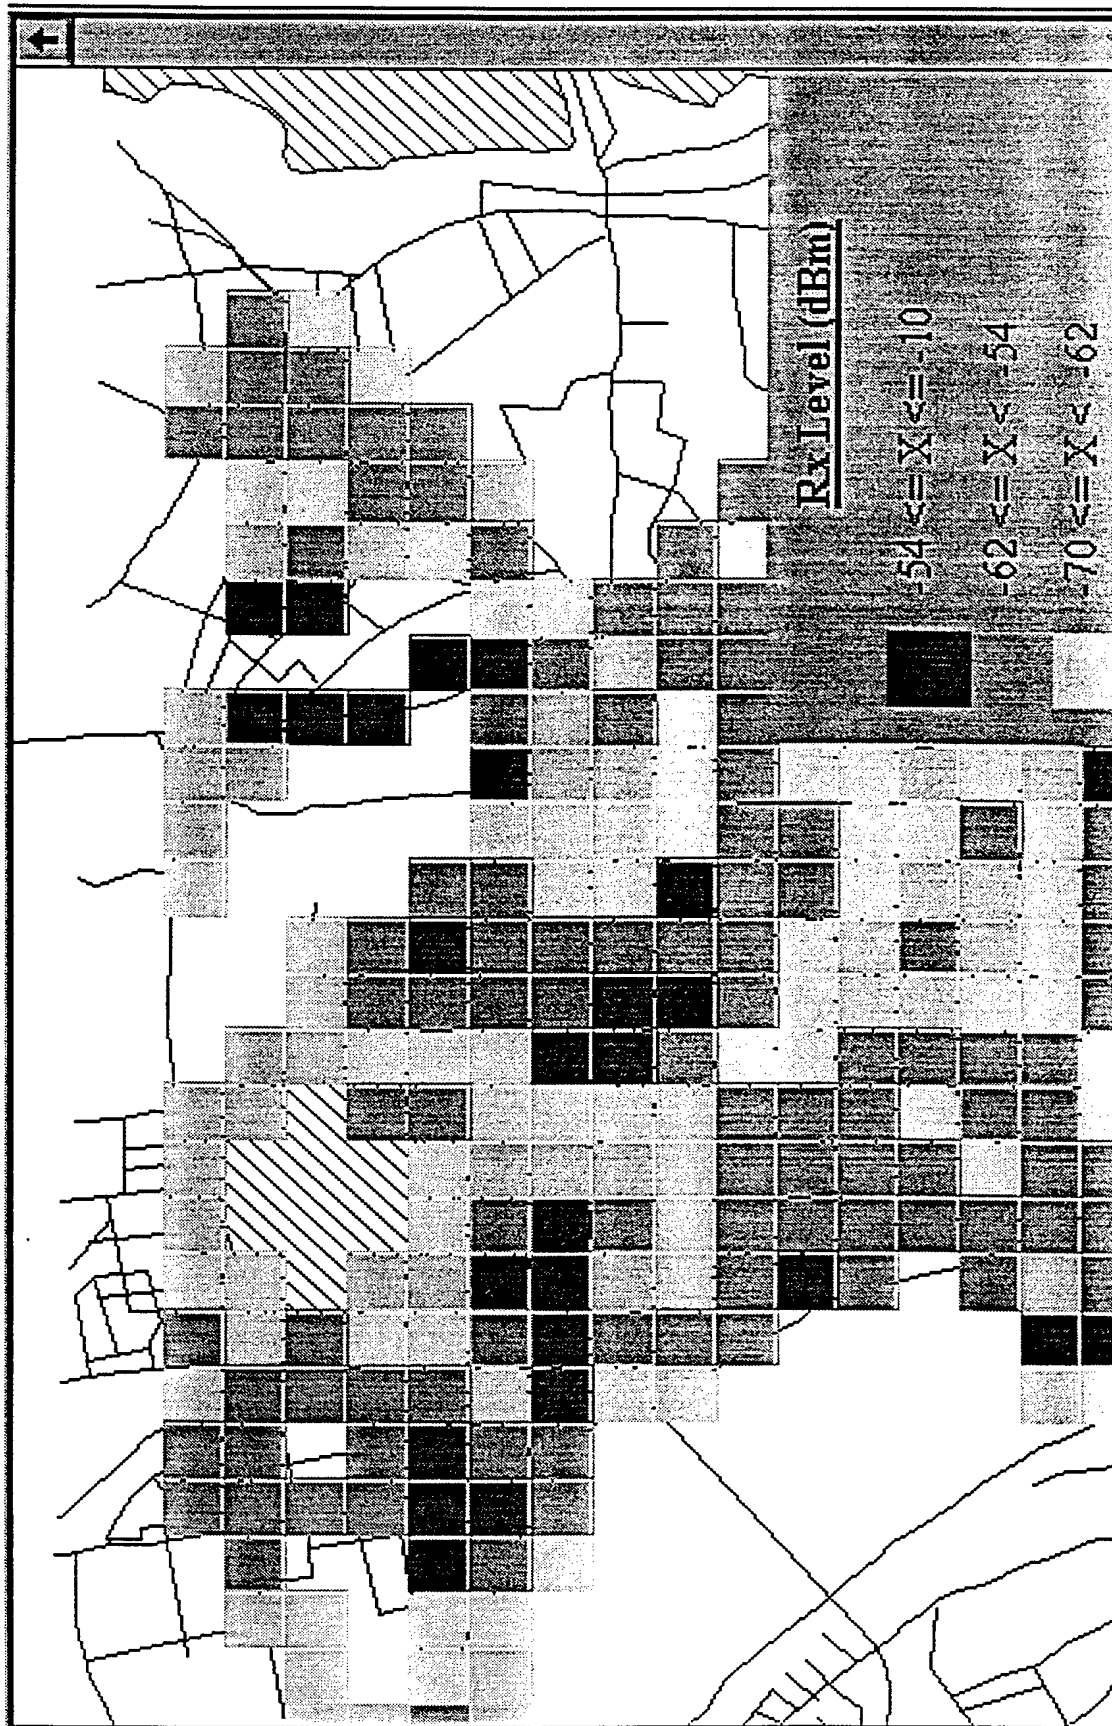 Rx Level (dBm)
-54 <= X <= -10
-62 <= X < -54
-70 <= X < -62